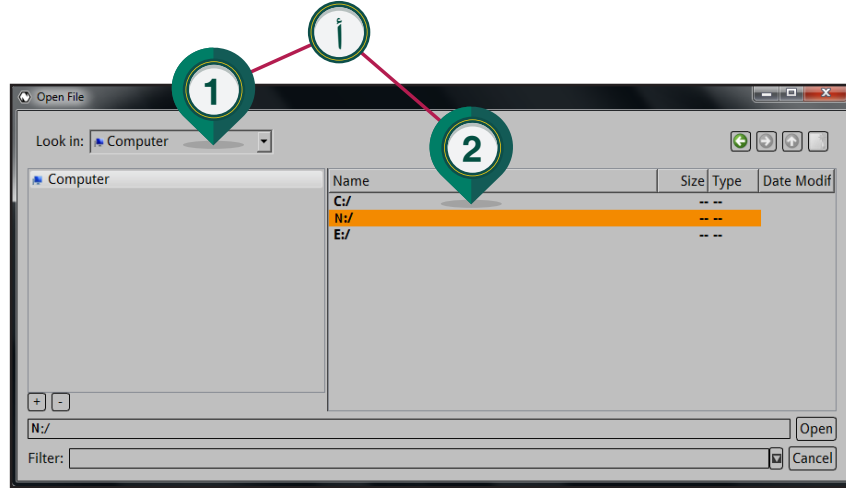 أ
1
2
Open File
Look in: Computer
Computer
Name Size Type Date Modif
C:/ -- --
N:/ -- --
E:/ -- --
+ -
N:/ Open
Filter: Cancel